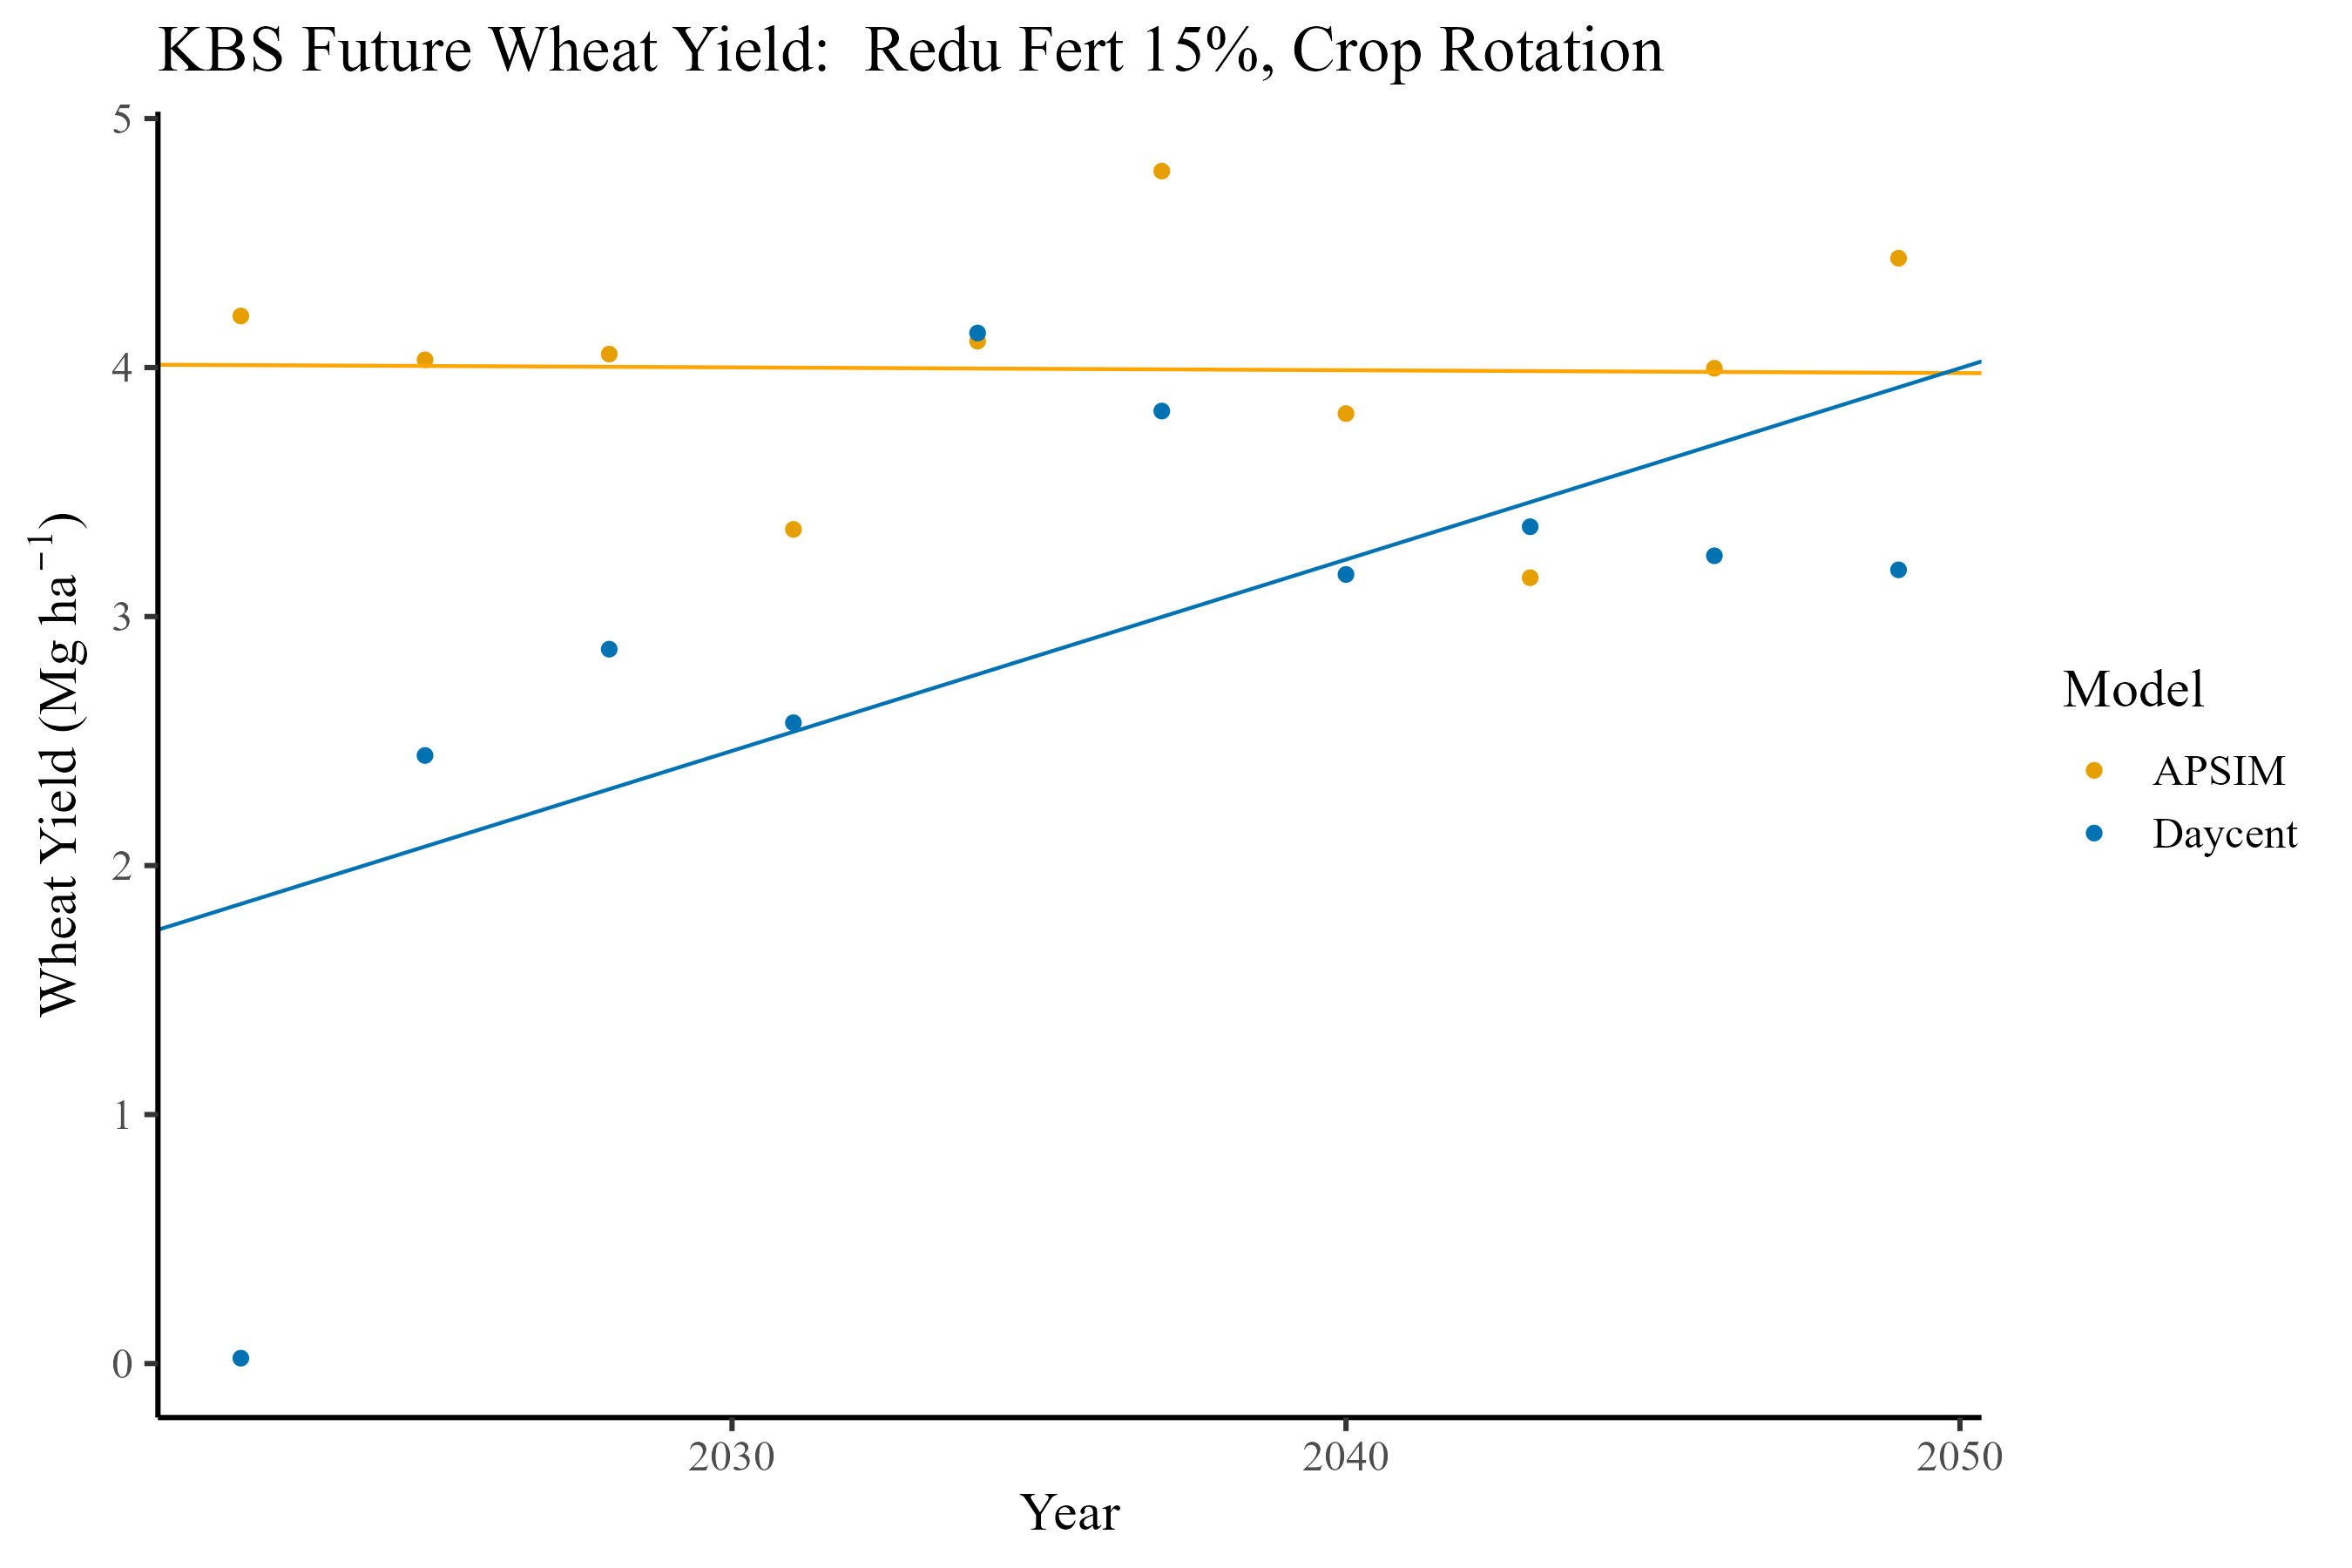 KBS Future Wheat Yield:  Redu Fert 15%, Crop Rotation
5
4
3
2
1
0
Wheat Yield (Mg ha⁻¹)
2030
2040
2050
Year
Model
APSIM
Daycent